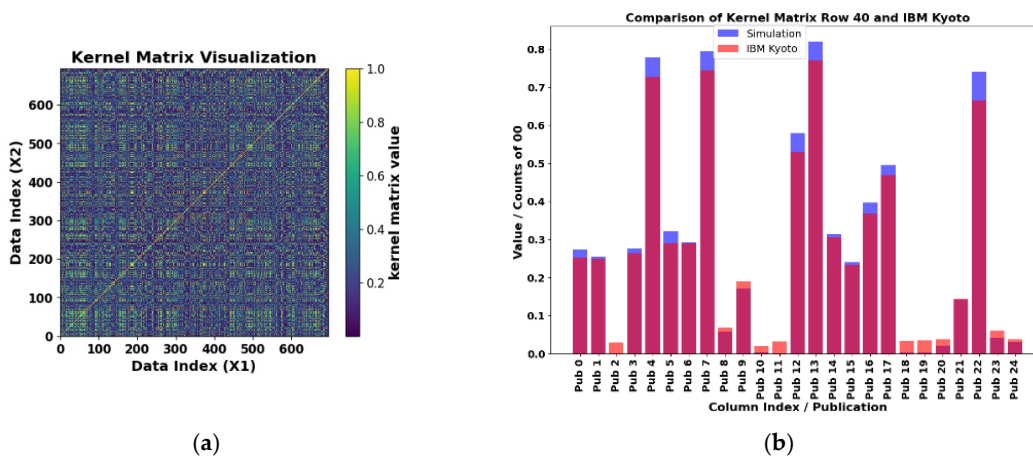 Kernel Matrix Visualization
Data Index (X2)
600
500
400
300
200
100
0
0 100 200 300 400 500 600
Data Index (X1)
1.0
0.8
0.6
0.4
0.2
kernel matrix value
(a)
Comparison of Kernel Matrix Row 40 and IBM Kyoto
Simulation
IBM Kyoto
Value / Counts of 00
0.8
0.7
0.6
0.5
0.4
0.3
0.2
0.1
0.0
Pub 0
Pub 1
Pub 2
Pub 3
Pub 4
Pub 5
Pub 6
Pub 7
Pub 8
Pub 9
Pub 10
Pub 11
Pub 12
Pub 13
Pub 14
Pub 15
Pub 16
Pub 17
Pub 18
Pub 19
Pub 20
Pub 21
Pub 22
Pub 23
Pub 24
Column Index / Publication
(b)